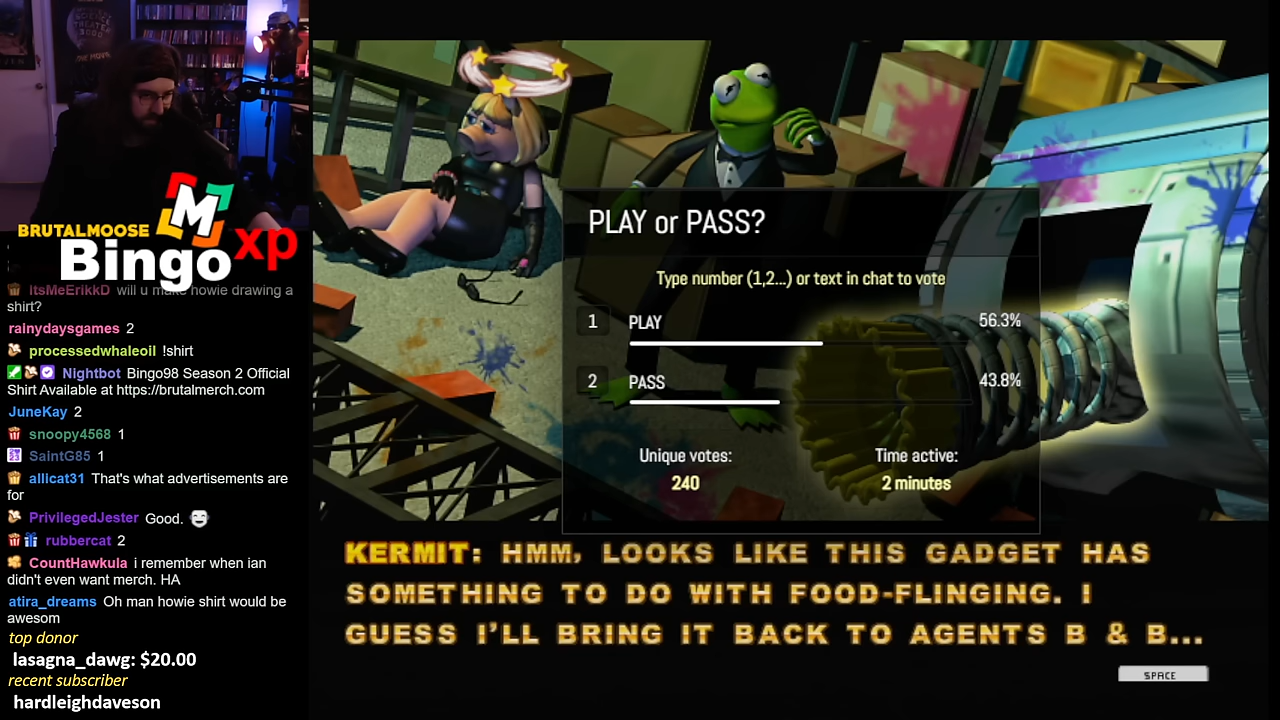 SCIENCE
THEATER
3000
THE MOVIE
M
BRUTALMOOSE
Bingo xp
ItsMeErikkD will u make howie drawing a
shirt?
rainydaysgames 2
processedwhaleoil !shirt
Nightbot Bingo98 Season 2 Official
Shirt Available at https://brutalmerch.com
JuneKay 2
snoopy4568 1
23 SaintG85 1
allicat31 That's what advertisements are
for
PrivilegedJester Good.
rubbercat 2
CountHawkula i remember when ian
didn't even want merch. HA
atira_dreams Oh man howie shirt would be
awesom
top donor
lasagna_dawg: $20.00
recent subscriber
hardleighdaveson
PLAY or PASS?
Type number (1,2...) or text in chat to vote
1 PLAY 56.3%
2 PASS 43.8%
Unique votes: Time active:
240 2 minutes
KERMIT: HMM, LOOKS LIKE THIS GADGET HAS
SOMETHING TO DO WITH FOOD-FLINGING. I
GUESS I'LL BRING IT BACK TO AGENTS B & B...
SPACE